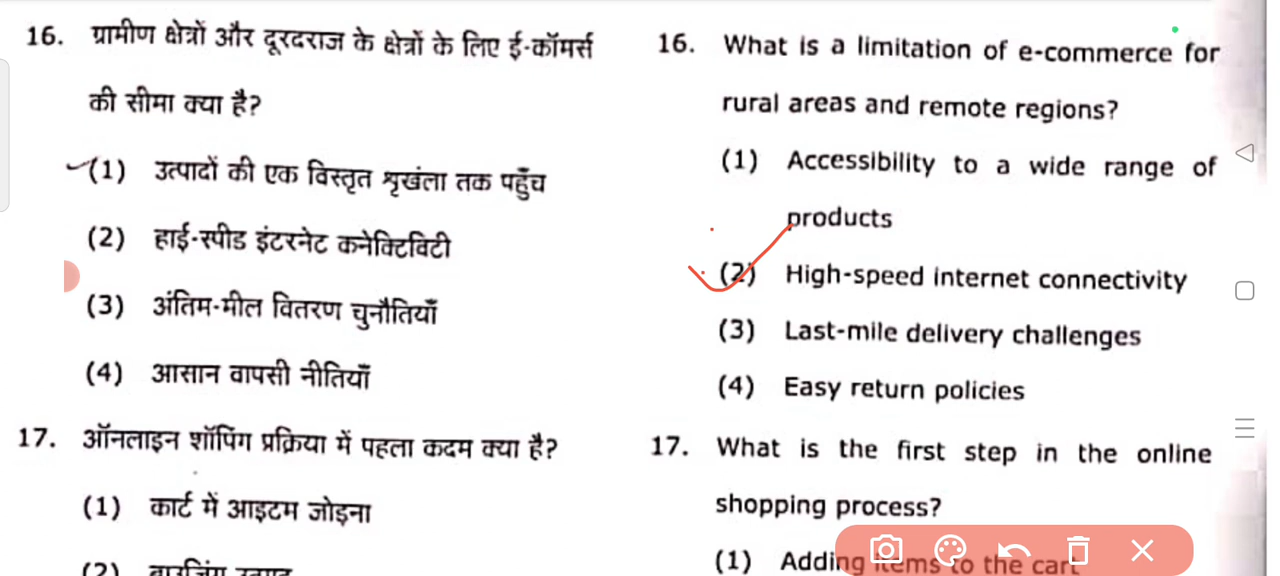 16. ग्रामीण क्षेत्रों और दूरदराज के क्षेत्रों के लिए ई-कॉमर्स
की सीमा क्या है?
(1) उत्पादों की एक विस्तृत श्रृखंला तक पहुँच
(2) हाई-स्पीड इंटरनेट कनेक्टिविटी
(3) अंतिम-मील वितरण चुनौतियाँ
(4) आसान वापसी नीतियाँ
17. ऑनलाइन शॉपिंग प्रक्रिया में पहला कदम क्या है?
(1) कार्ट में आइटम जोड़ना
(2)
16. What is a limitation of e-commerce for
rural areas and remote regions?
(1) Accessibility to a wide range of
products
(2) High-speed internet connectivity
(3) Last-mile delivery challenges
(4) Easy return policies
17. What is the first step in the online
shopping process?
(1) Adding items to the cart